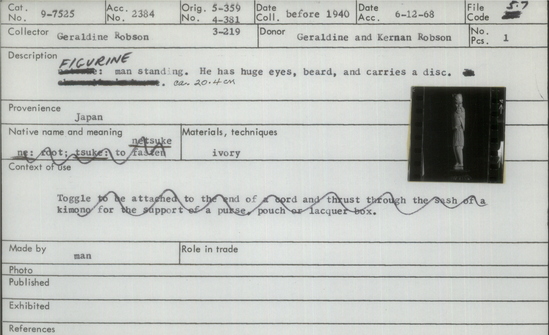 Cat. No. 9-7525 Acc. No. 2384 Orig. No. 5-359 4-381 3-219 Date Coll. before 1940 Date Acc. 6-12-68 File Code 5.7
Collector Geraldine Robson Donor Geraldine and Kernan Robson No. Pcs. 1
Description FIGURINE
: man standing. He has huge eyes, beard, and carries a disc.
ca 20.4 cm
Provenience
Japan
Native name and meaning netsuke Materials, techniques
ne: root; tsuke: to fasten ivory
Context of use
Toggle to be attached to the end of a cord and thrust through the sash of a
kimono for the support of a purse, pouch or lacquer box.
Made by man Role in trade
Photo
Published
Exhibited
References